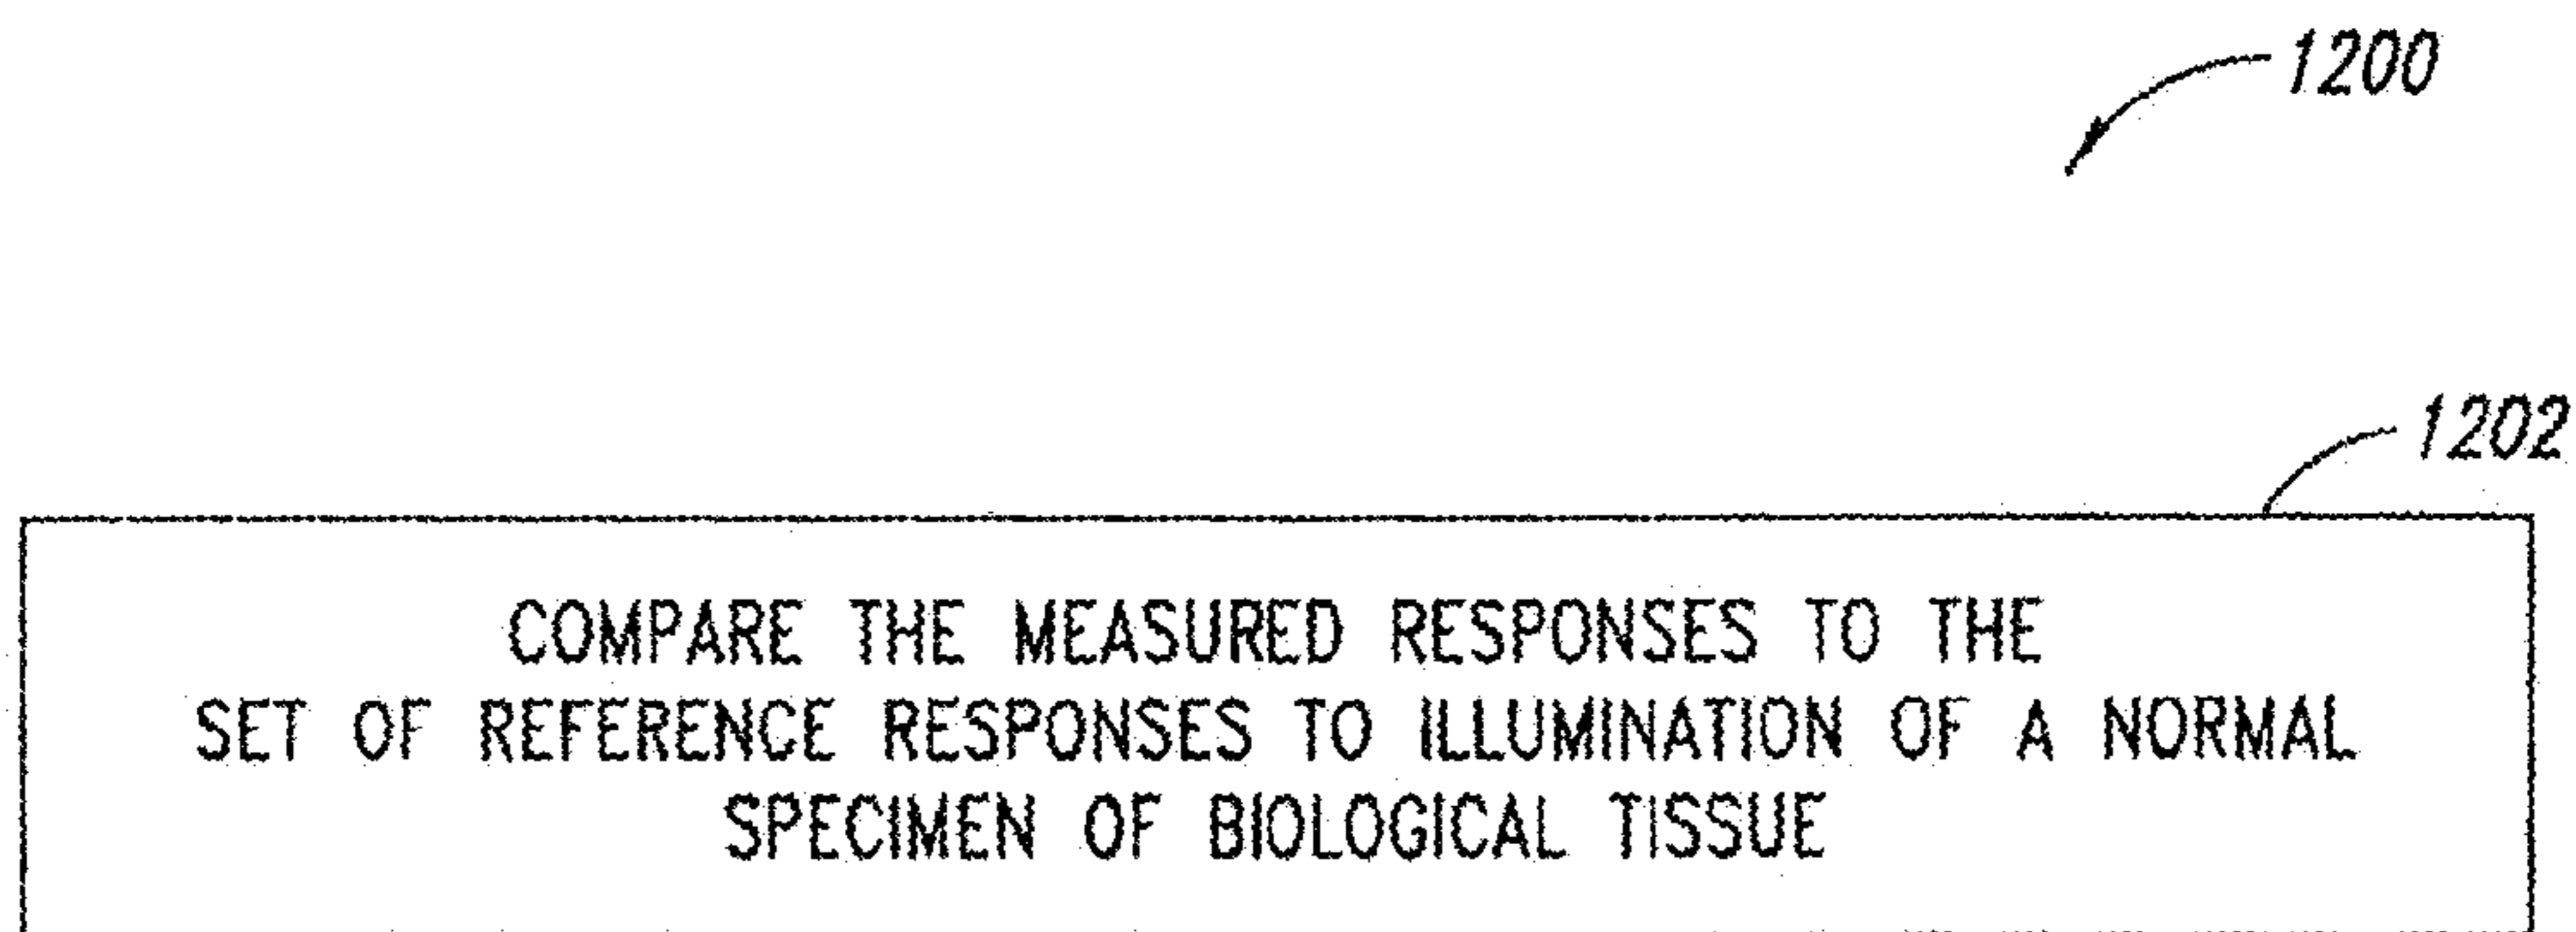 1200
1202
COMPARE THE MEASURED RESPONSES TO THE
SET OF REFERENCE RESPONSES TO ILLUMINATION OF A NORMAL
SPECIMEN OF BIOLOGICAL TISSUE